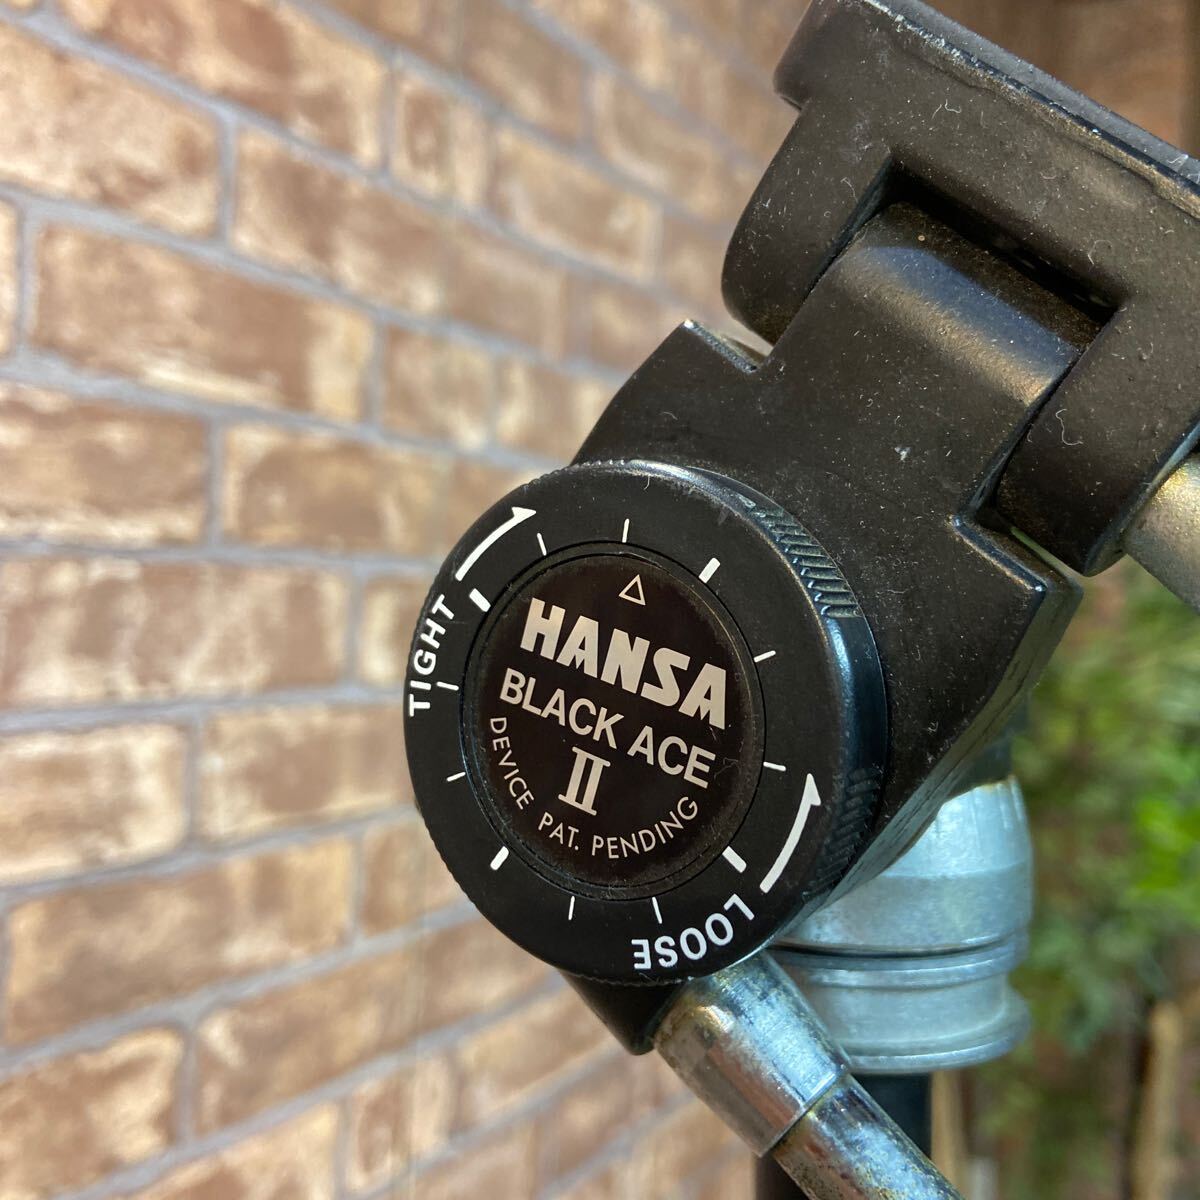 HANSA
BLACK ACE
II
DEVICE PAT. PENDING
TIGHT
LOOSE